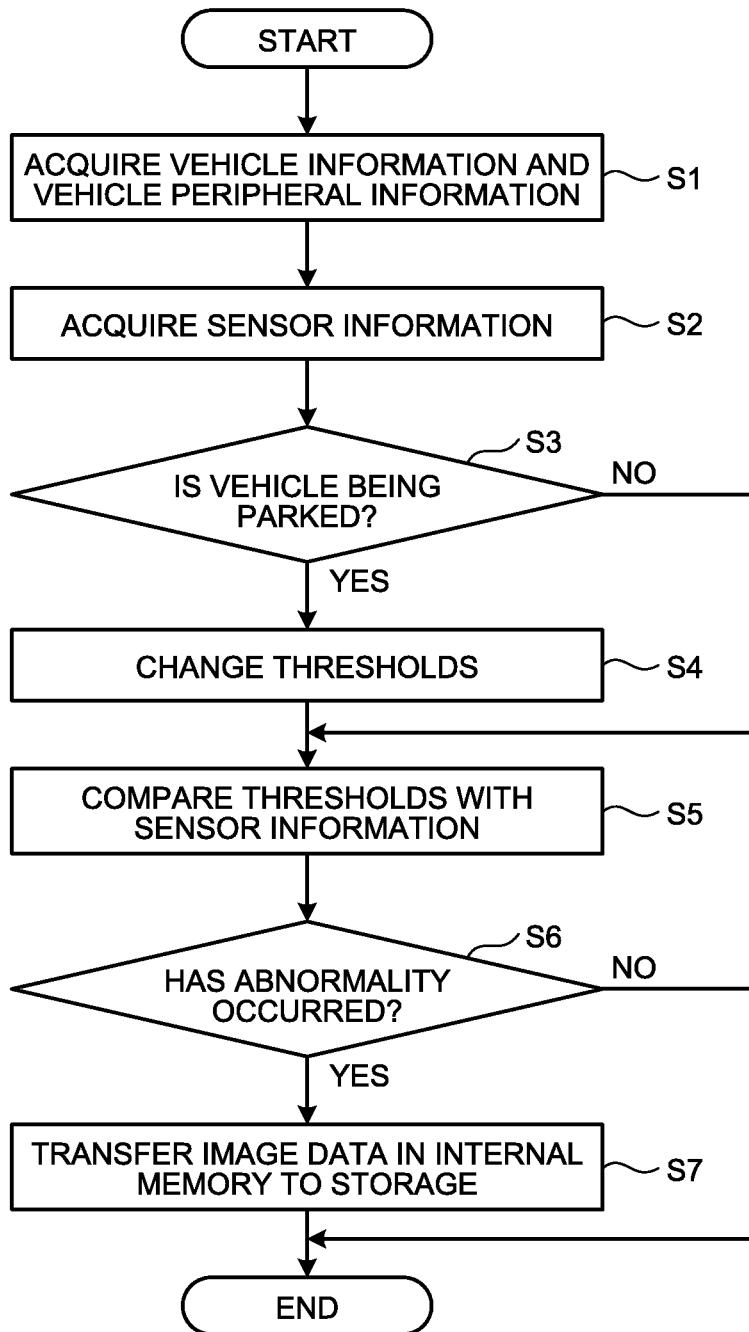 START
ACQUIRE VEHICLE INFORMATION AND
VEHICLE PERIPHERAL INFORMATION
S1
ACQUIRE SENSOR INFORMATION
S2
S3
IS VEHICLE BEING
PARKED?
NO
YES
CHANGE THRESHOLDS
S4
COMPARE THRESHOLDS WITH
SENSOR INFORMATION
S5
S6
HAS ABNORMALITY
OCCURRED?
NO
YES
TRANSFER IMAGE DATA IN INTERNAL
MEMORY TO STORAGE
S7
END